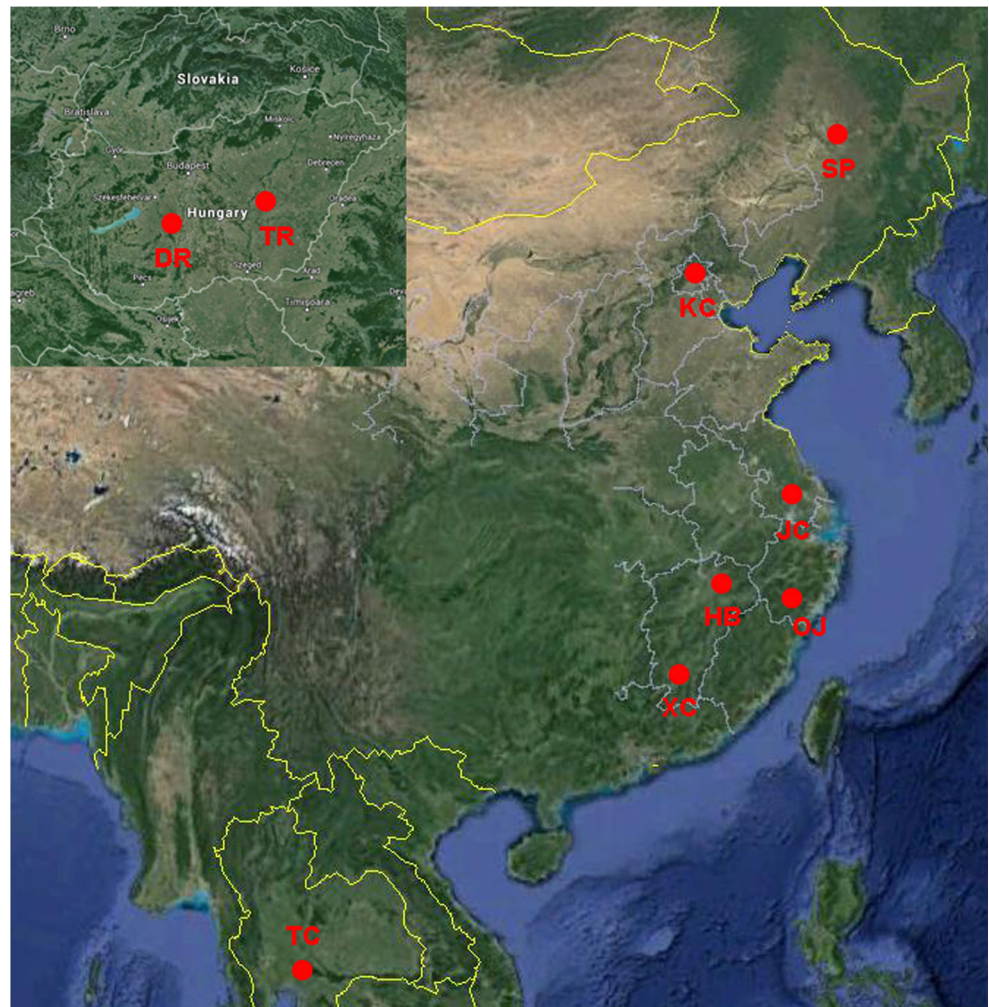 Brno
Slovakia
Košice
Bratislava
Miskolc
Nyíregyháza
Győr
Budapest
Debrecen
Székesfehérvár
Oradea
Hungary
TR
DR
Szeged
Pécs
Arad
Timișoara
Osijek
SP
KC
JC
HB
OJ
XC
TC